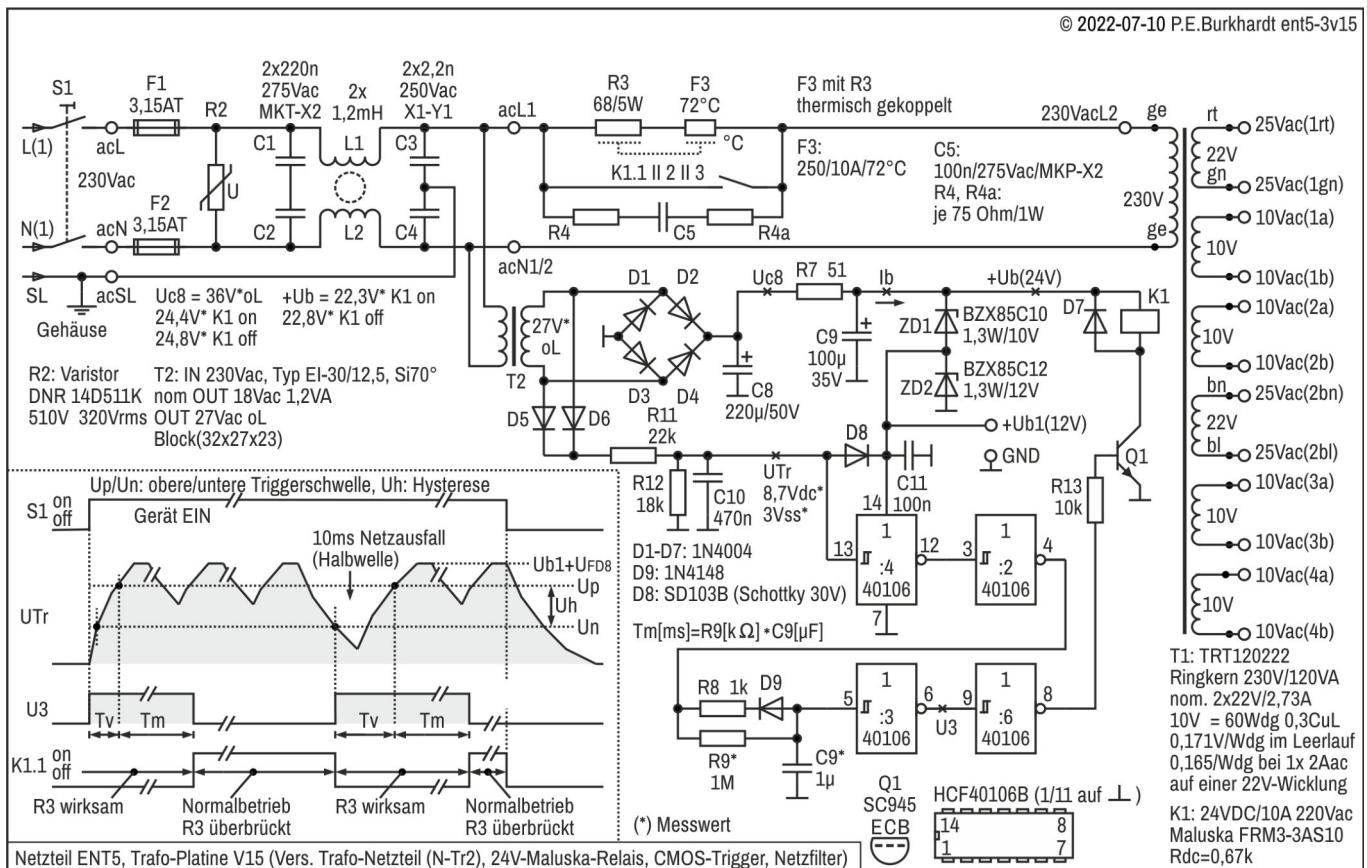 © 2022-07-10 P.E.Burkhardt ent5-3v15
S1
F1
3,15AT
R2
2x220n
275Vac
MKT-X2
2x
1,2mH
2x2,2n
250Vac
X1-Y1
acL1
R3
68/5W
F3
72°C
°C
F3 mit R3
thermisch gekoppelt
230VacL2
ge
rt
25Vac(1rt)
22V
gn
25Vac(1gn)
L(1)
acL
230Vac
U
C1
L1
C3
K1.1 II 2 II 3
F3:
250/10A/72°C
C5:
100n/275Vac/MKP-X2
R4, R4a:
je 75 Ohm/1W
230V
10Vac(1a)
10V
10Vac(1b)
N(1)
acN
F2
3,15AT
C2
L2
C4
R4
C5
R4a
ge
acN1/2
SL
acSL
Gehäuse
Uc8 = 36V*oL
24,4V* K1 on
24,8V* K1 off
+Ub = 22,3V* K1 on
22,8V* K1 off
27V*
oL
T2
D1
D2
D3
D4
Uc8
R7 51
Ib
+Ub(24V)
ZD1
BZX85C10
1,3W/10V
D7
K1
+
C9
100µ
35V
ZD2
BZX85C12
1,3W/12V
+
C8
220µ/50V
10Vac(2a)
10V
10Vac(2b)
bn
25Vac(2bn)
22V
bl
25Vac(2bl)
10Vac(3a)
10V
10Vac(3b)
10Vac(4a)
10V
10Vac(4b)
R2: Varistor
DNR 14D511K
510V 320Vrms
T2: IN 230Vac, Typ EI-30/12,5, Si70°
nom OUT 18Vac 1,2VA
OUT 27Vac oL
Block(32x27x23)
D5
D6
R11
22k
D8
+Ub1(12V)
GND
Q1
R12
18k
C10
470n
UTr
8,7Vdc*
3Vss*
C11
100n
14
R13
10k
13
1
:4
40106
12
3
1
:2
40106
4
7
D1-D7: 1N4004
D9: 1N4148
D8: SD103B (Schottky 30V)
Tm[ms]=R9[kΩ]*C9[µF]
R8 1k
D9
R9*
1M
C9*
1µ
5
1
:3
40106
6
U3
9
1
:6
40106
8
Up/Un: obere/untere Triggerschwelle, Uh: Hysterese
S1 on
off
Gerät EIN
10ms Netzausfall
(Halbwelle)
Ub1+UFD8
Up
Uh
Un
UTr
U3
Tv
Tm
Tv
Tm
K1.1 on
off
R3 wirksam
Normalbetrieb
R3 überbrückt
R3 wirksam
Normalbetrieb
R3 überbrückt
(*) Messwert
Q1
SC945
ECB
HCF40106B (1/11 auf ⊥)
14
8
1
7
T1: TRT120222
Ringkern 230V/120VA
nom. 2x22V/2,73A
10V = 60Wdg 0,3CuL
0,171V/Wdg im Leerlauf
0,165/Wdg bei 1x 2Aac
auf einer 22V-Wicklung
K1: 24VDC/10A 220Vac
Maluska FRM3-3AS10
Rdc=0,67k
Netzteil ENT5, Trafo-Platine V15 (Vers. Trafo-Netzteil (N-Tr2), 24V-Maluska-Relais, CMOS-Trigger, Netzfilter)